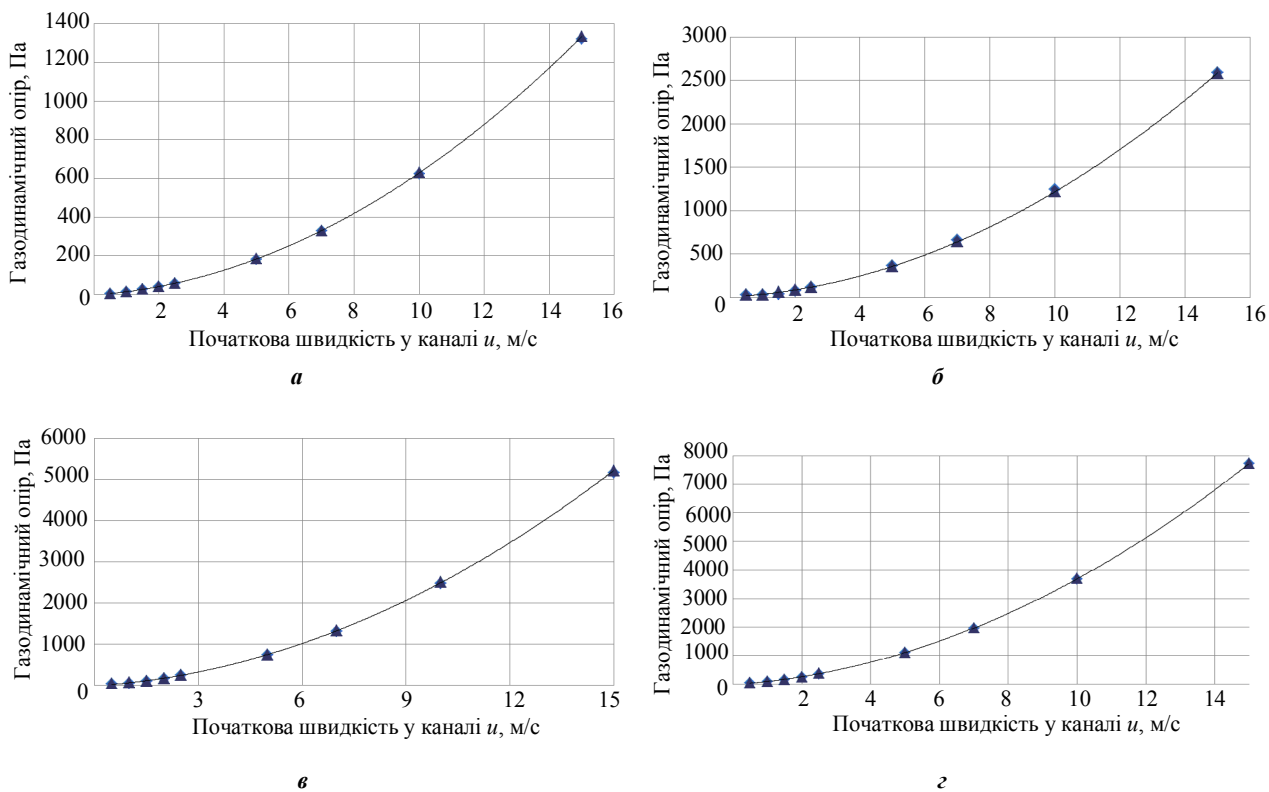 Газодинамічний опір, Па
1400
1200
1000
800
600
400
200
0
2 4 6 8 10 12 14 16
Початкова швидкість у каналі u, м/с
а
Газодинамічний опір, Па
3000
2500
2000
1500
1000
500
0
2 4 6 8 10 12 14 16
Початкова швидкість у каналі u, м/с
б
Газодинамічний опір, Па
6000
5000
4000
3000
2000
1000
0
3 6 9 12 15
Початкова швидкість у каналі u, м/с
в
Газодинамічний опір, Па
8000
7000
6000
5000
4000
3000
2000
1000
0
2 4 6 8 10 12 14
Початкова швидкість у каналі u, м/с
г